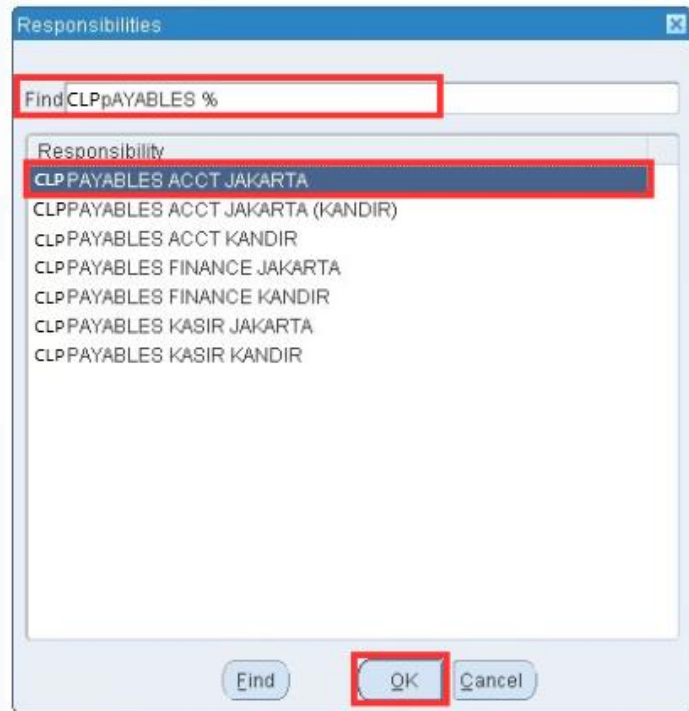 Responsibilities
Find CLPpAYABLES %
Responsibility
CLPPAYABLES ACCT JAKARTA
CLPPAYABLES ACCT JAKARTA (KANDIR)
CLPPAYABLES ACCT KANDIR
CLPPAYABLES FINANCE JAKARTA
CLPPAYABLES FINANCE KANDIR
CLPPAYABLES KASIR JAKARTA
CLPPAYABLES KASIR KANDIR
Find OK Cancel